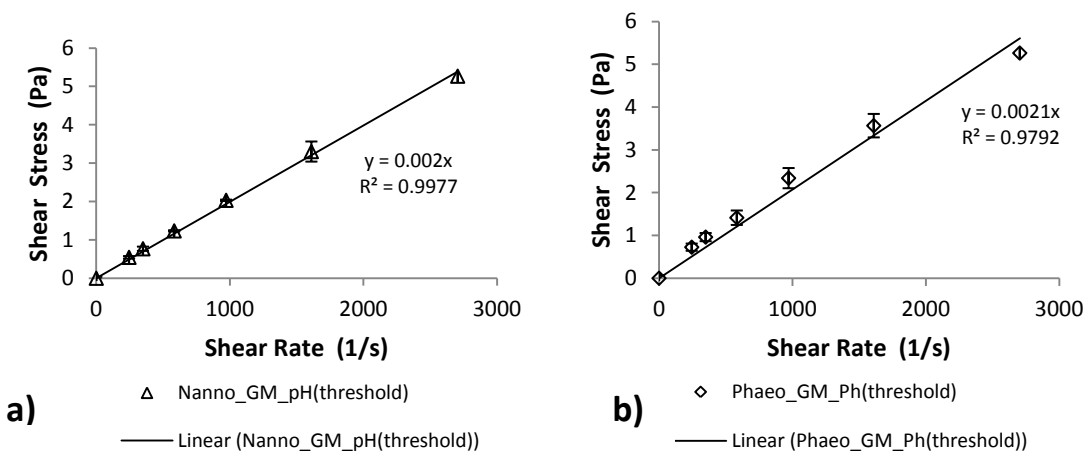 6
5
4
3
2
1
0
Shear Stress (Pa)
y = 0.002x
R² = 0.9977
0 1000 2000 3000
Shear Rate (1/s)
Nanno_GM_pH(threshold)
a)
Linear (Nanno_GM_pH(threshold))
6
5
4
3
2
1
0
Shear Stress (Pa)
y = 0.0021x
R² = 0.9792
0 1000 2000 3000
Shear Rate (1/s)
Phaeo_GM_Ph(threshold)
b)
Linear (Phaeo_GM_Ph(threshold))